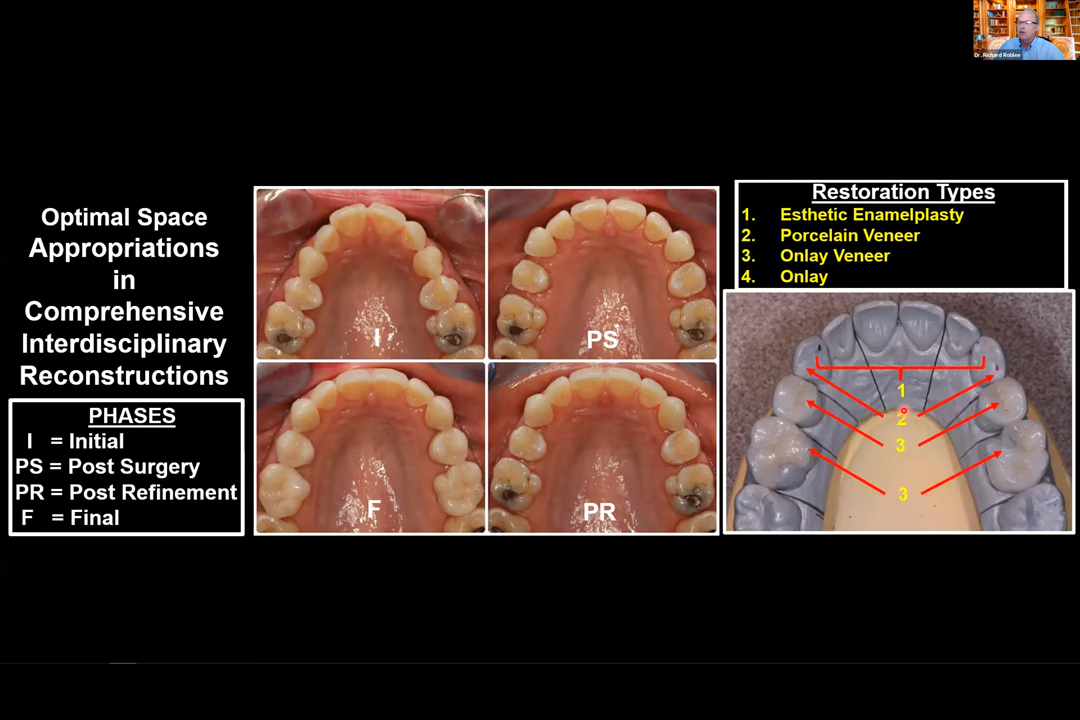 Dr. Richard Roblee
Optimal Space
Appropriations
in
Comprehensive
Interdisciplinary
Reconstructions
PHASES
I = Initial
PS = Post Surgery
PR = Post Refinement
F = Final
I
PS
F
PR
Restoration Types
1. Esthetic Enamelplasty
2. Porcelain Veneer
3. Onlay Veneer
4. Onlay
1
2
3
3